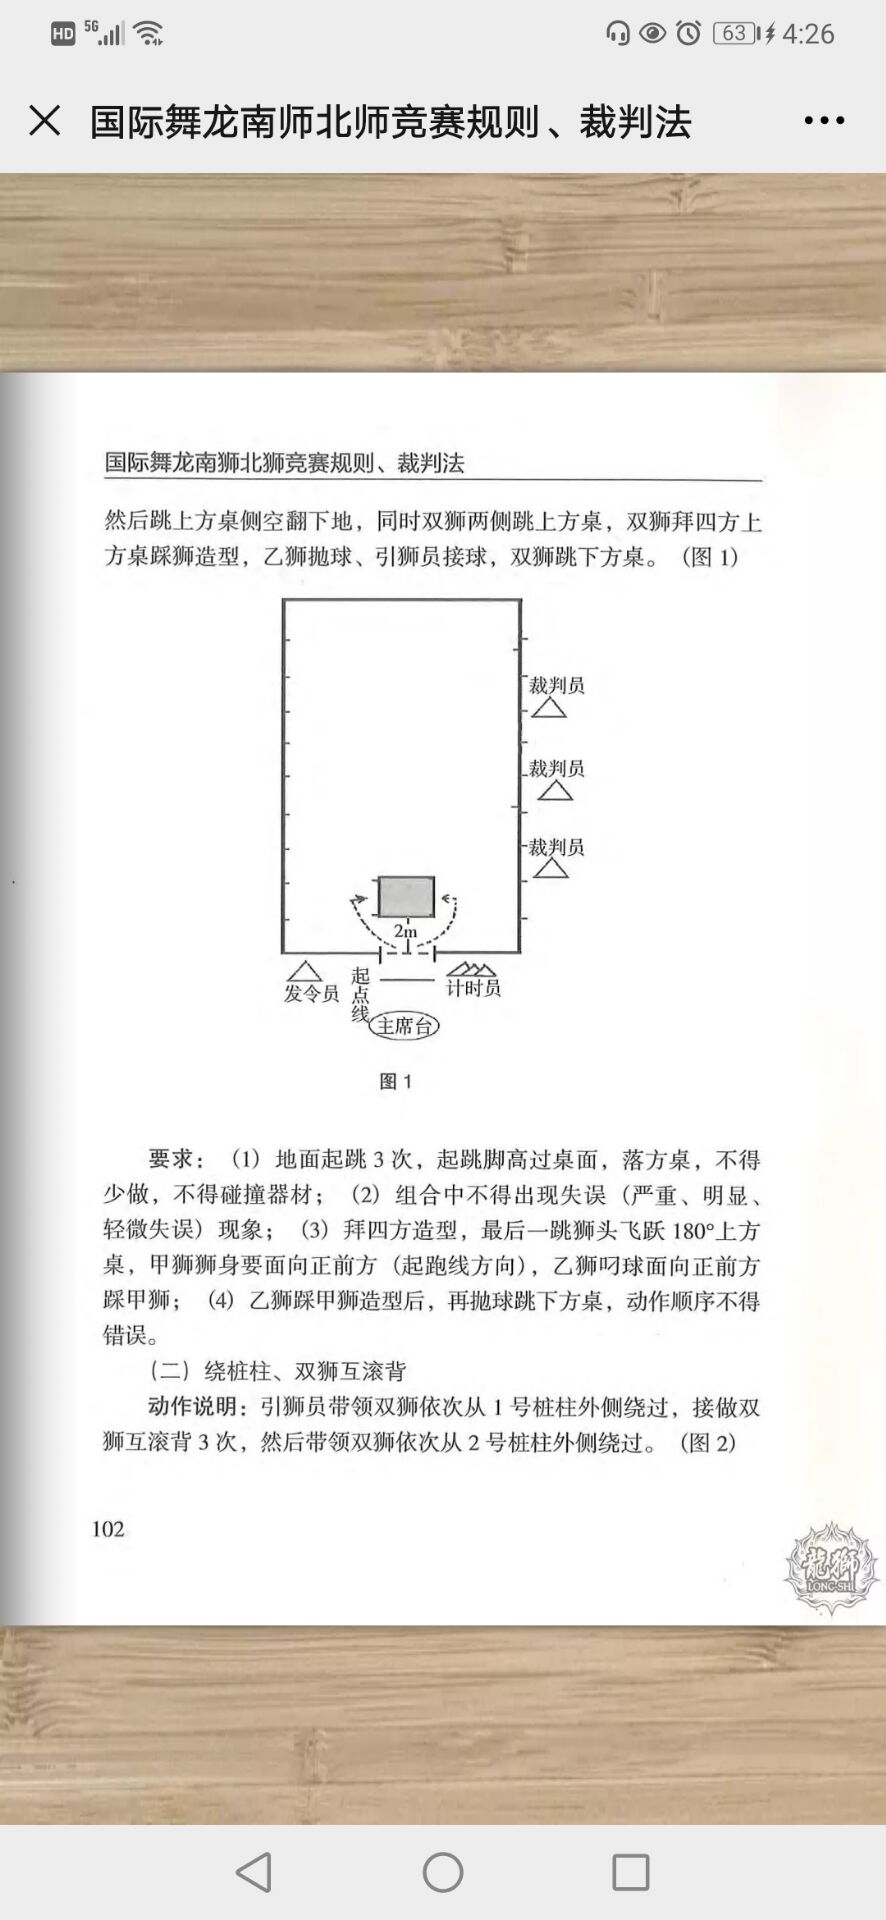 HD 5G 63 4:26
国际舞龙南师北师竞赛规则、裁判法
国际舞龙南狮北狮竞赛规则、裁判法
然后跳上方桌侧空翻下地，同时双狮两侧跳上方桌，双狮拜四方上
方桌踩狮造型，乙狮抛球、引狮员接球，双狮跳下方桌。（图 1）
裁判员
裁判员
裁判员
2m
发令员
起点线
计时员
主席台
图 1
要求：（1）地面起跳 3 次，起跳脚高过桌面，落方桌，不得
少做，不得碰撞器材；（2）组合中不得出现失误（严重、明显、
轻微失误）现象；（3）拜四方造型，最后一跳狮头飞跃 180°上方
桌，甲狮狮身要面向正前方（起跑线方向），乙狮叼球面向正前方
踩甲狮；（4）乙狮踩甲狮造型后，再抛球跳下方桌，动作顺序不得
错误。
（二）绕桩柱、双狮互滚背
动作说明：引狮员带领双狮依次从 1 号桩柱外侧绕过，接做双
狮互滚背 3 次，然后带领双狮依次从 2 号桩柱外侧绕过。（图 2）
102
龍獅
LONG·SHI